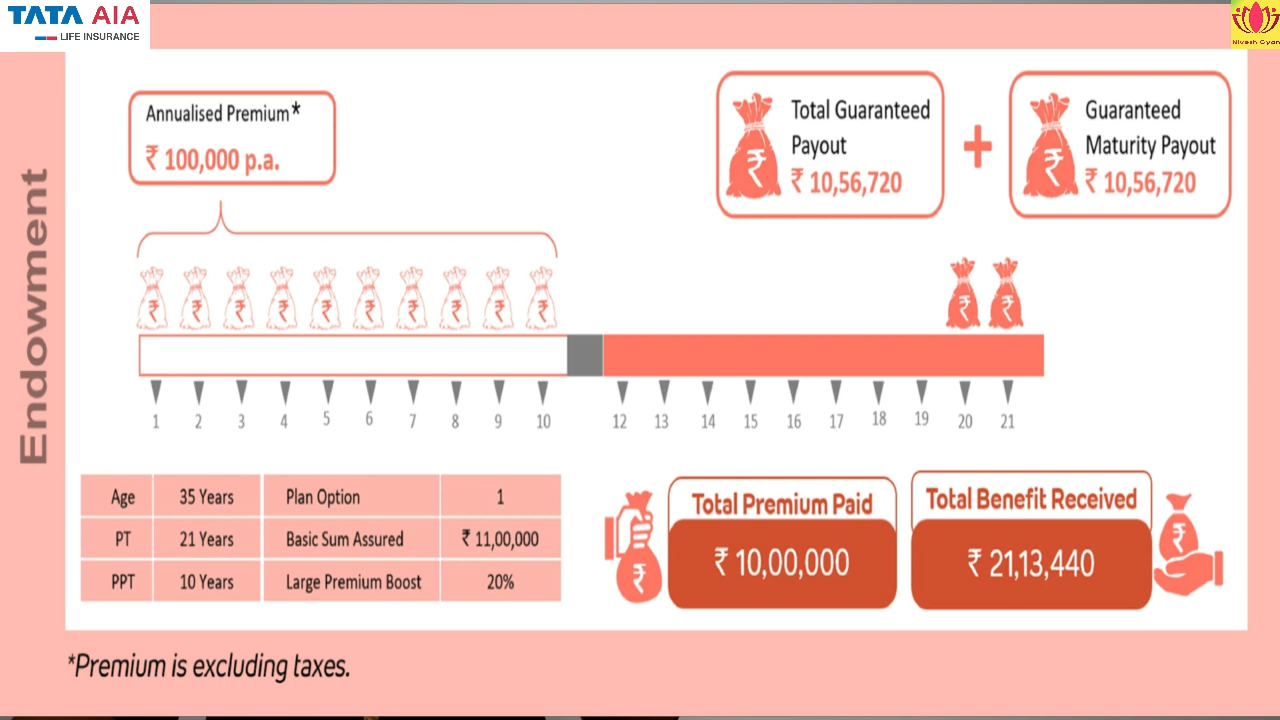 TATA AIA
LIFE INSURANCE
Nivesh Gyan
Endowment
Annualised Premium*
₹ 100,000 p.a.
Total Guaranteed
Payout
₹ 10,56,720
+
Guaranteed
Maturity Payout
₹ 10,56,720
₹ ₹ ₹ ₹ ₹ ₹ ₹ ₹ ₹ ₹ ₹ ₹
1 2 3 4 5 6 7 8 9 10 12 13 14 15 16 17 18 19 20 21
Age 35 Years Plan Option 1
PT 21 Years Basic Sum Assured ₹ 11,00,000
PPT 10 Years Large Premium Boost 20%
Total Premium Paid
₹ 10,00,000
Total Benefit Received
₹ 21,13,440
*Premium is excluding taxes.